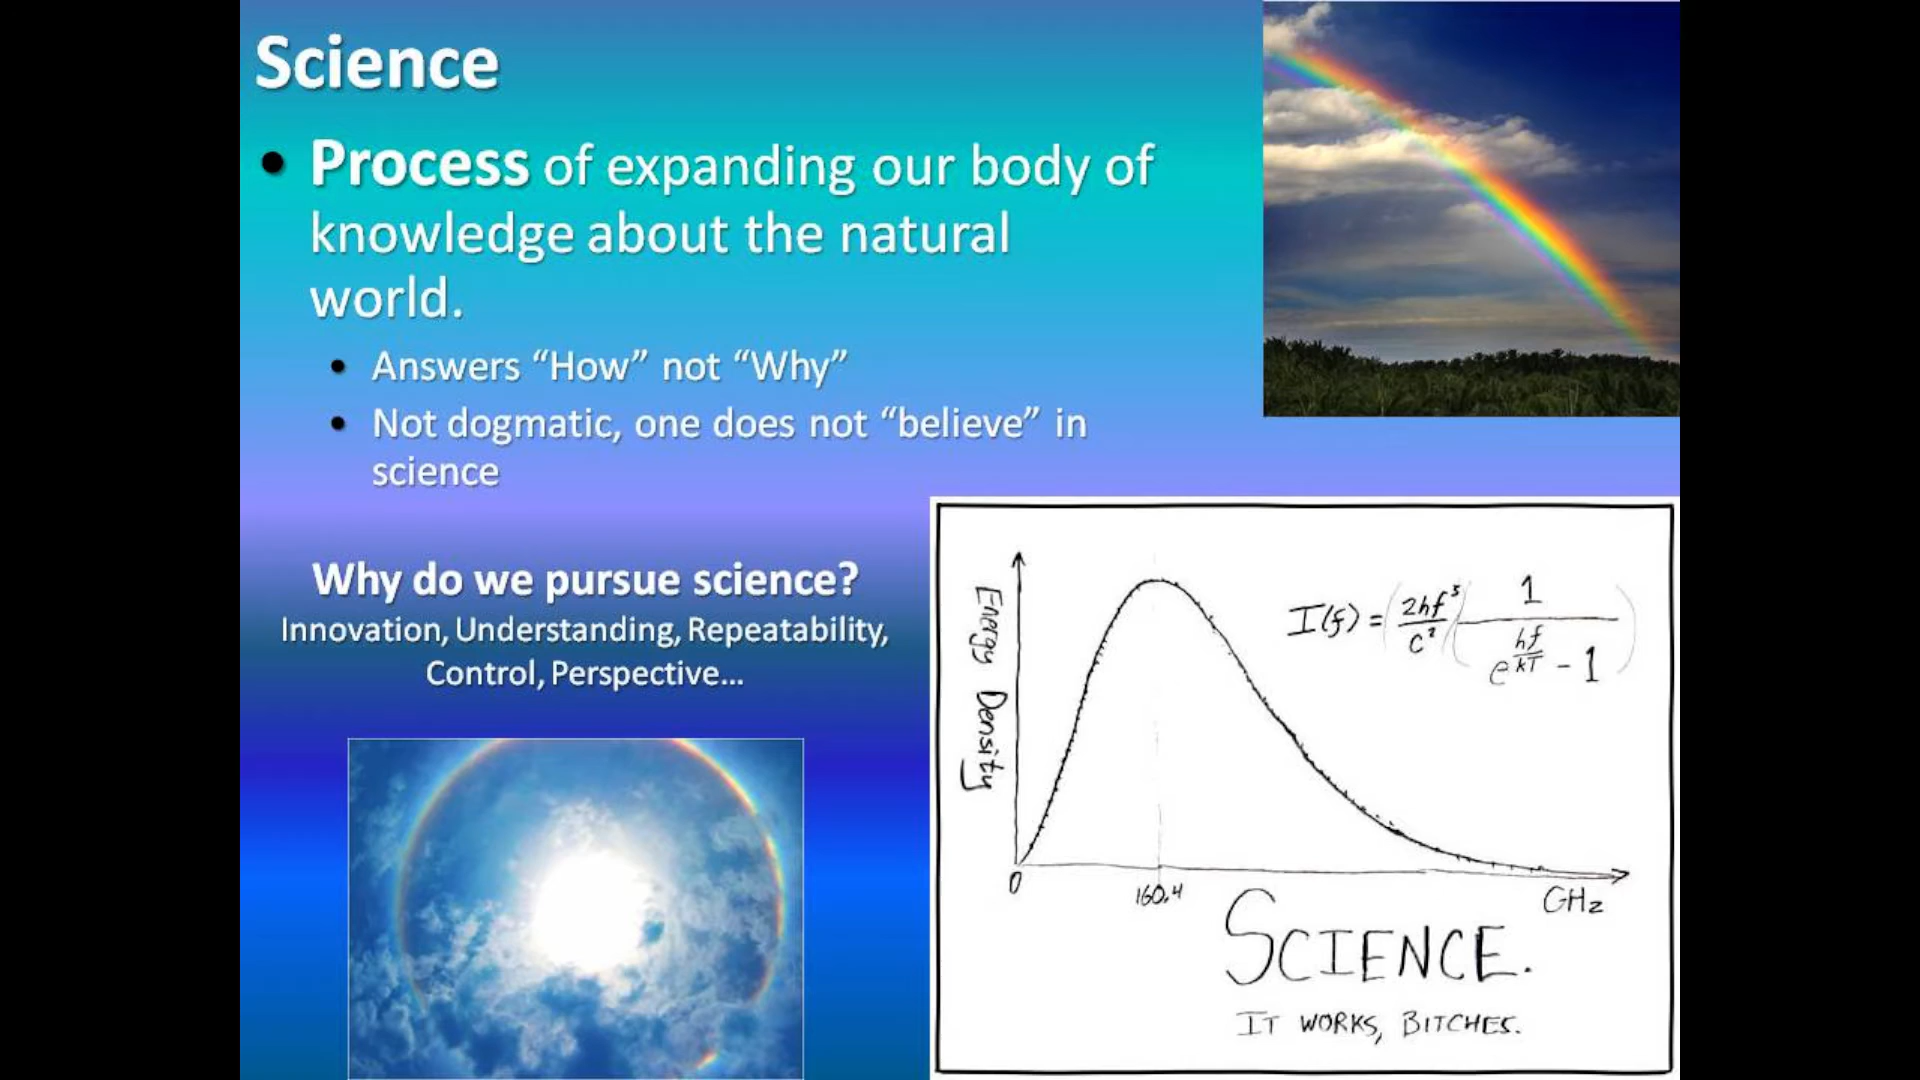 Science
• Process of expanding our body of
knowledge about the natural
world.
• Answers “How” not “Why”
• Not dogmatic, one does not “believe” in
science
Why do we pursue science?
Innovation, Understanding, Repeatability,
Control, Perspective...
Energy Density
I(f) = (2hf³/c²)(1/(e^(hf/kT) - 1))
0
160.4
GHz
SCIENCE.
IT WORKS, BITCHES.